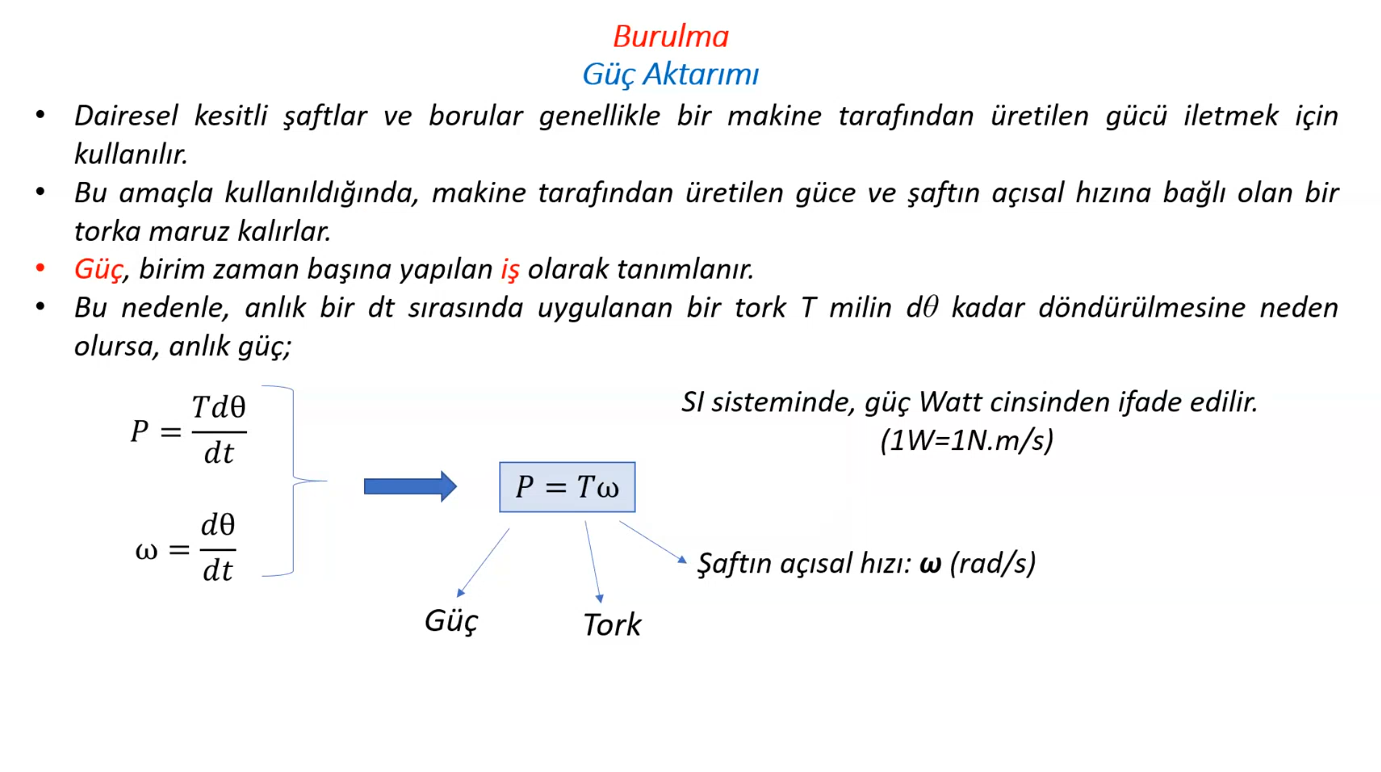 Burulma
Güç Aktarımı
• Dairesel kesitli şaftlar ve borular genellikle bir makine tarafından üretilen gücü iletmek için
kullanılır.
• Bu amaçla kullanıldığında, makine tarafından üretilen güce ve şaftın açısal hızına bağlı olan bir
torka maruz kalırlar.
• Güç, birim zaman başına yapılan iş olarak tanımlanır.
• Bu nedenle, anlık bir dt sırasında uygulanan bir tork T milin dθ kadar döndürülmesine neden
olursa, anlık güç;
P = Tdθ/dt
SI sisteminde, güç Watt cinsinden ifade edilir.
(1W=1N.m/s)
P = Tω
ω = dθ/dt
Şaftın açısal hızı: ω (rad/s)
Güç
Tork